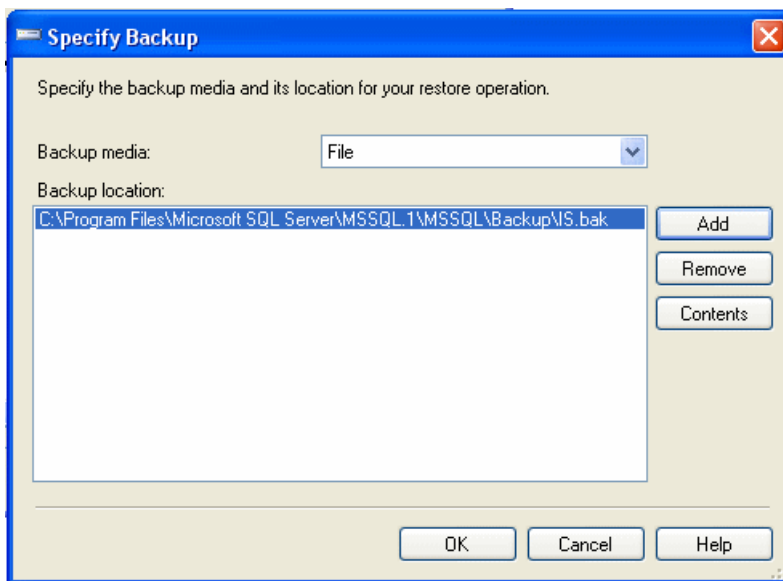 Specify Backup
Specify the backup media and its location for your restore operation.
Backup media:
File
Backup location:
C:\Program Files\Microsoft SQL Server\MSSQL.1\MSSQL\Backup\IS.bak
Add
Remove
Contents
OK
Cancel
Help